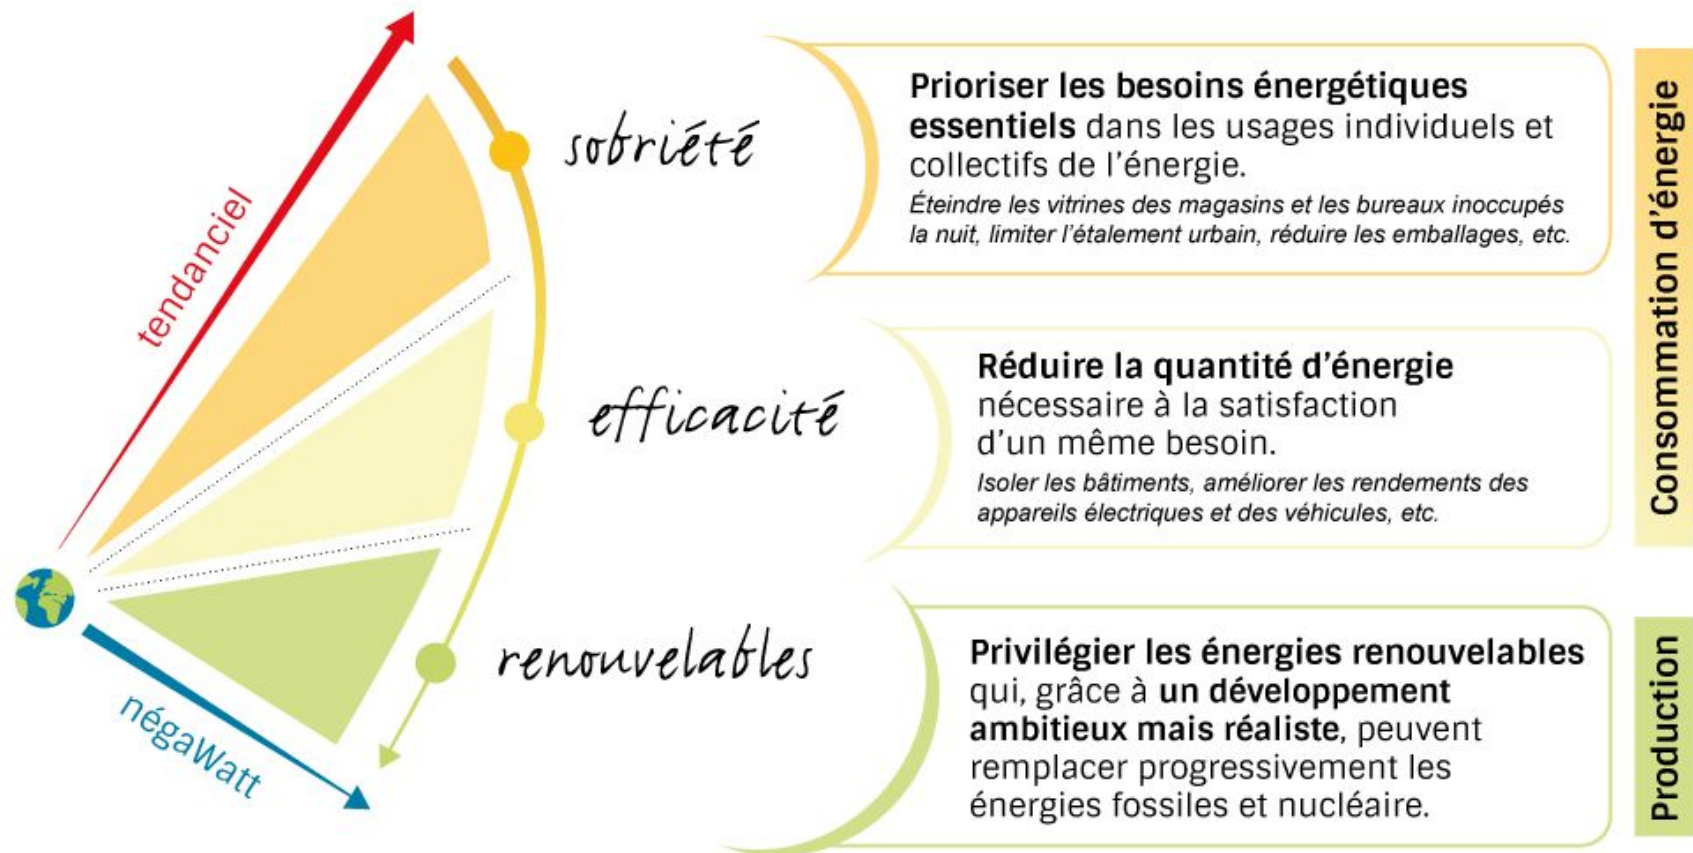 tendanciel
négaWatt
sobriété
Prioriser les besoins énergétiques
essentiels dans les usages individuels et
collectifs de l'énergie.
Éteindre les vitrines des magasins et les bureaux inoccupés
la nuit, limiter l'étalement urbain, réduire les emballages, etc.
efficacité
Réduire la quantité d'énergie
nécessaire à la satisfaction
d'un même besoin.
Isoler les bâtiments, améliorer les rendements des
appareils électriques et des véhicules, etc.
Consommation d'énergie
renouvelables
Privilégier les énergies renouvelables
qui, grâce à un développement
ambitieux mais réaliste, peuvent
remplacer progressivement les
énergies fossiles et nucléaire.
Production